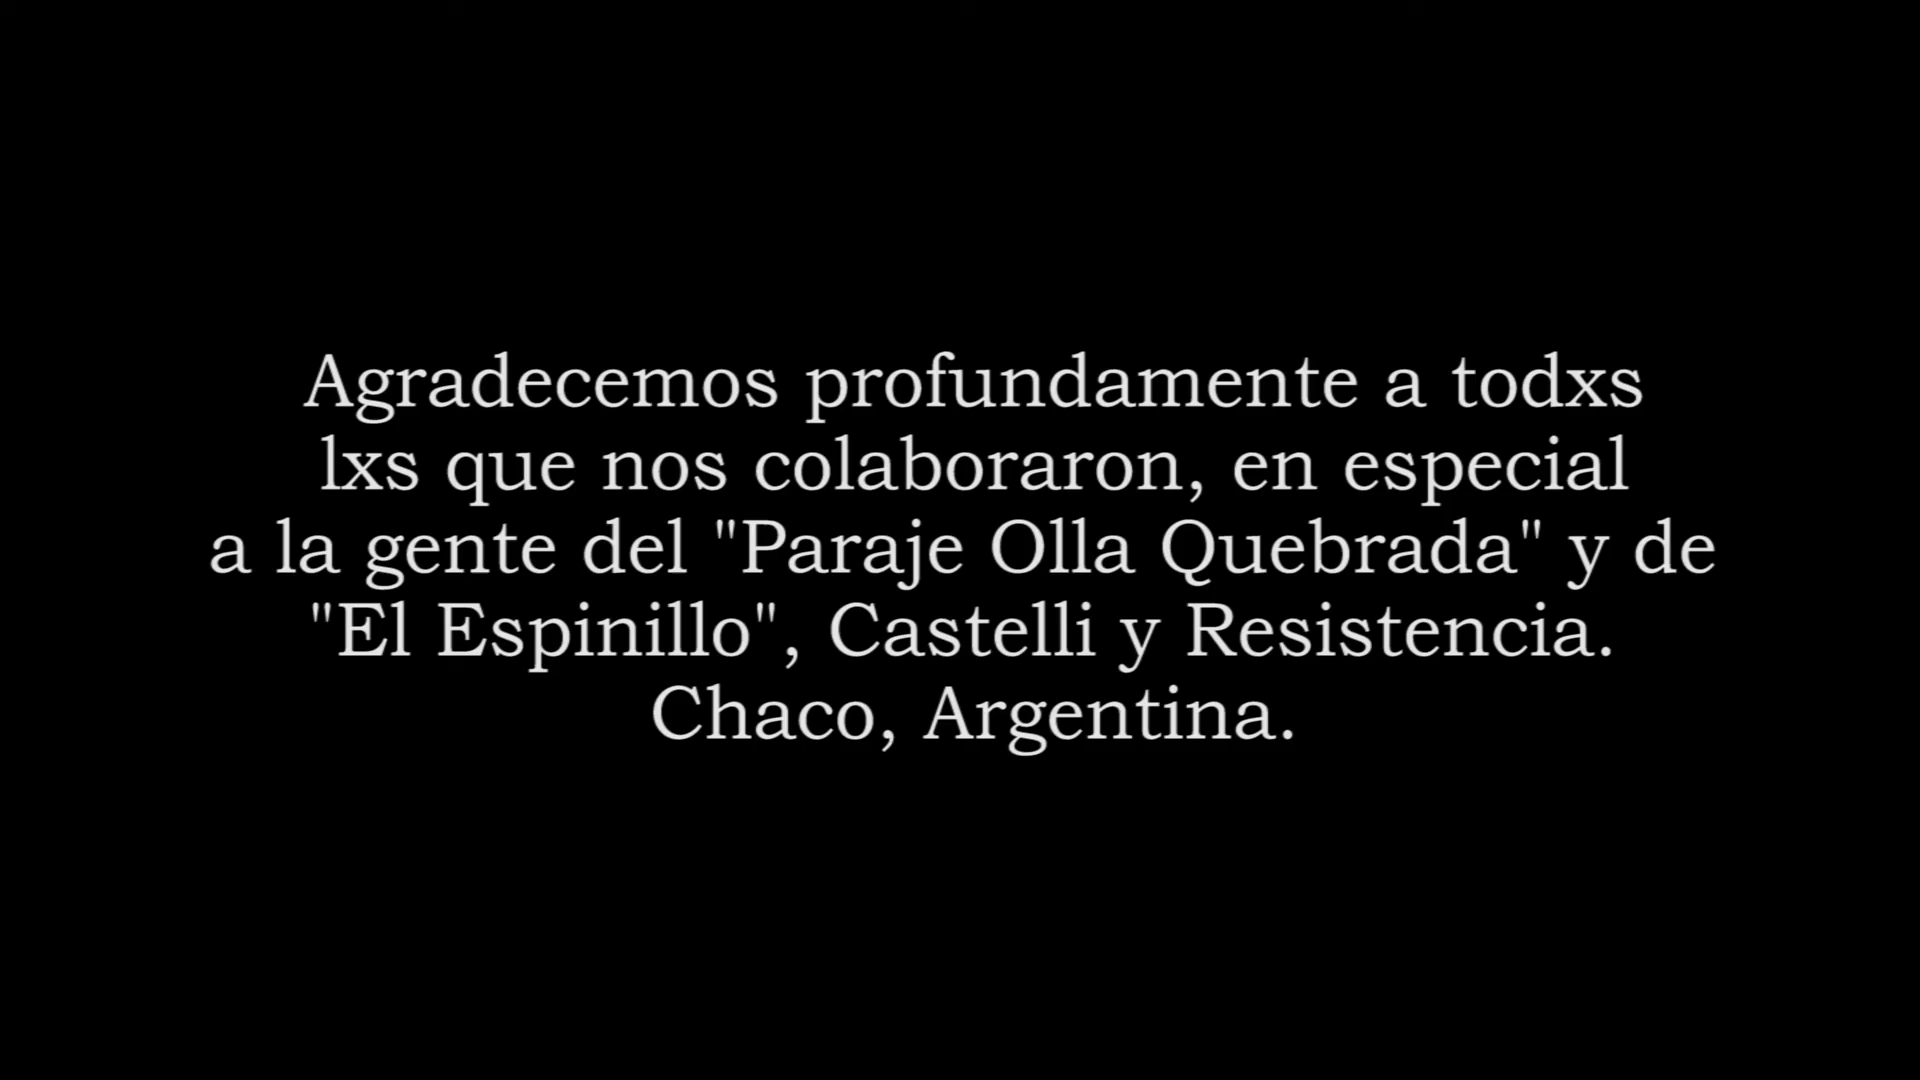 Agradecemos profundamente a todxs
lxs que nos colaboraron, en especial
a la gente del "Paraje Olla Quebrada" y de
"El Espinillo", Castelli y Resistencia.
Chaco, Argentina.